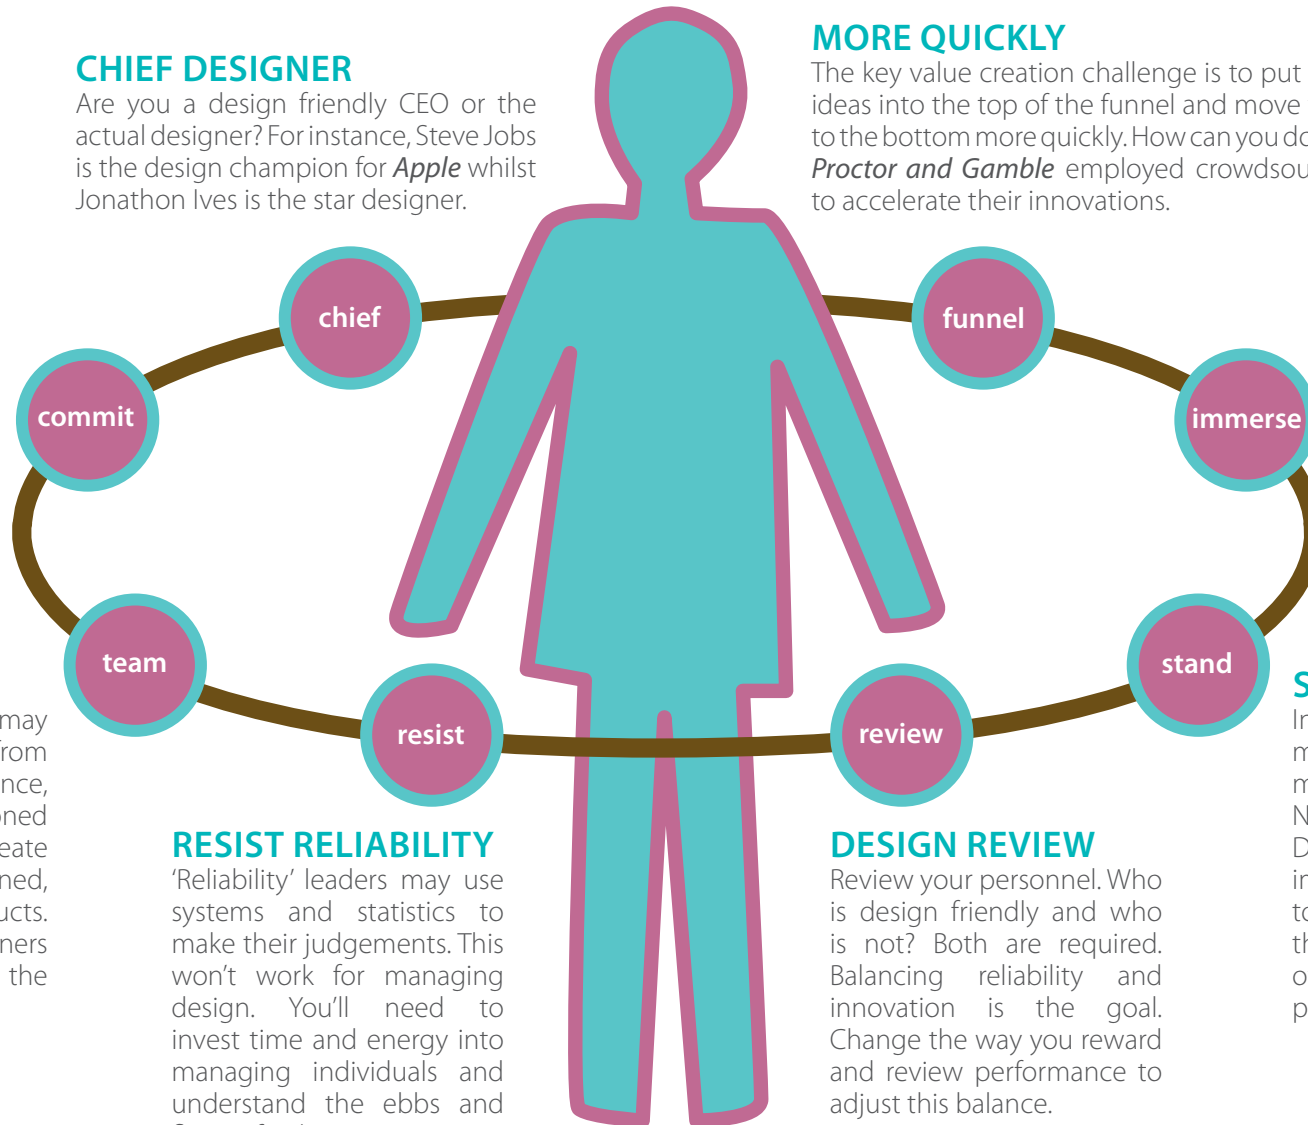 CHIEF DESIGNER
Are you a design friendly CEO or the
actual designer? For instance, Steve Jobs
is the design champion for Apple whilst
Jonathon Ives is the star designer.
MORE QUICKLY
The key value creation challenge is to put
ideas into the top of the funnel and move
to the bottom more quickly. How can you do
Proctor and Gamble employed crowdsou
to accelerate their innovations.
chief
funnel
commit
immerse
team
stand
resist
review
may
from
nce,
oned
eate
ned,
ucts.
ners
the
RESIST RELIABILITY
‘Reliability’ leaders may use
systems and statistics to
make their judgements. This
won’t work for managing
design. You’ll need to
invest time and energy into
managing individuals and
understand the ebbs and
DESIGN REVIEW
Review your personnel. Who
is design friendly and who
is not? Both are required.
Balancing reliability and
innovation is the goal.
Change the way you reward
and review performance to
adjust this balance.
S
In
m
m
N
D
in
to
th
o
p